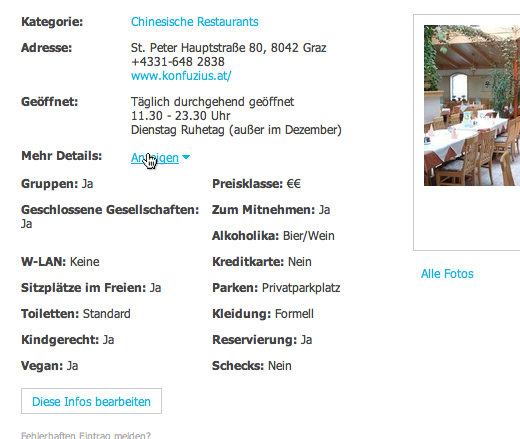 Kategorie: Chinesische Restaurants
Adresse: St. Peter Hauptstraße 80, 8042 Graz
+4331-648 2838
www.konfuzius.at/
Geöffnet: Täglich durchgehend geöffnet
11.30 - 23.30 Uhr
Dienstag Ruhetag (außer im Dezember)
Mehr Details: Anzeigen
Gruppen: Ja Preisklasse: €€
Geschlossene Gesellschaften: Zum Mitnehmen: Ja
Ja
Alkoholika: Bier/Wein
W-LAN: Keine Kreditkarte: Nein
Sitzplätze im Freien: Ja Parken: Privatparkplatz
Toiletten: Standard Kleidung: Formell
Kindgerecht: Ja Reservierung: Ja
Vegan: Ja Schecks: Nein
Alle Fotos
Diese Infos bearbeiten
Fehlerhaften Eintrag melden?